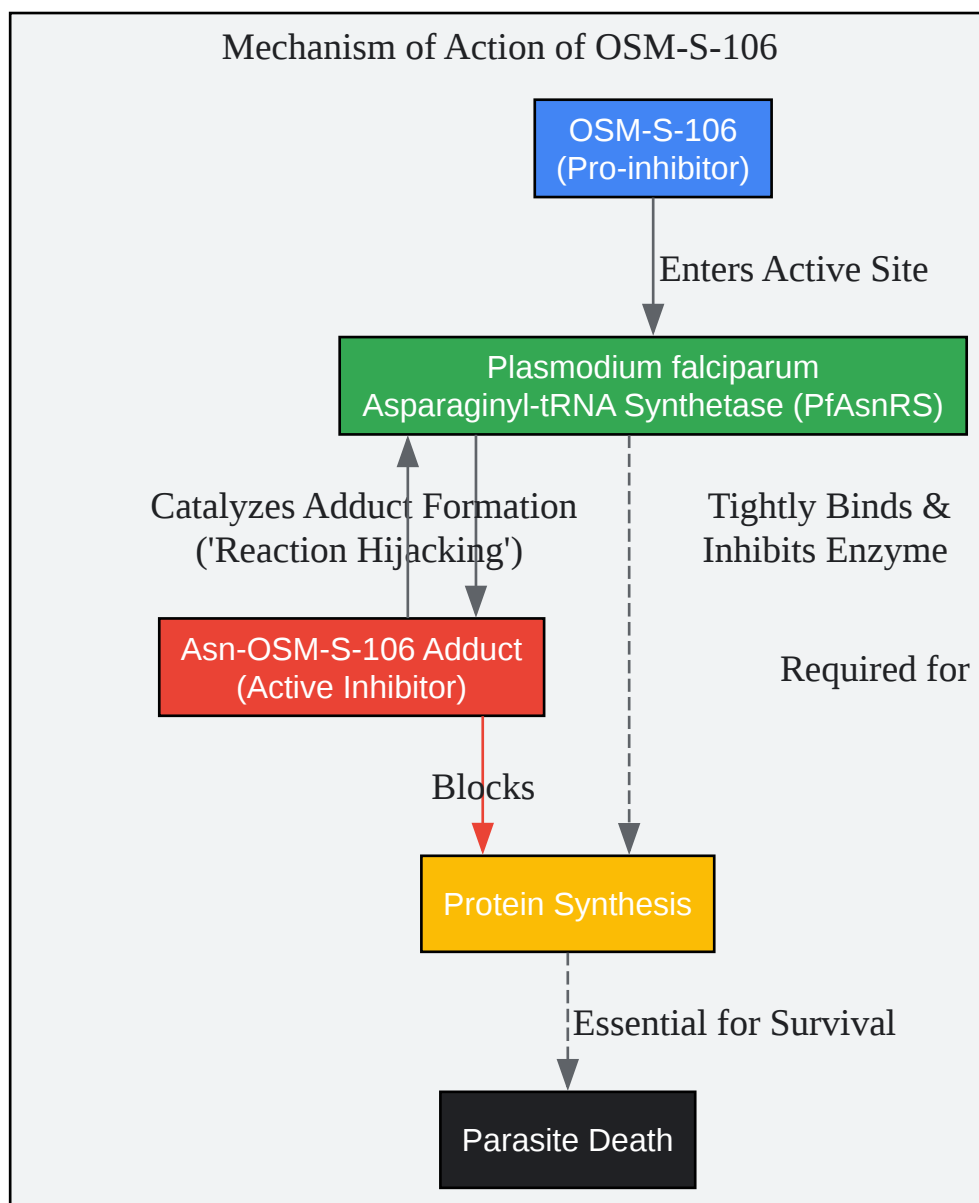 Mechanism of Action of OSM-S-106
OSM-S-106
(Pro-inhibitor)
Enters Active Site
Plasmodium falciparum
Asparaginyl-tRNA Synthetase (PfAsnRS)
Catalyzes Adduct Formation
('Reaction Hijacking')
Tightly Binds &
Inhibits Enzyme
Asn-OSM-S-106 Adduct
(Active Inhibitor)
Required for
Blocks
Protein Synthesis
Essential for Survival
Parasite Death